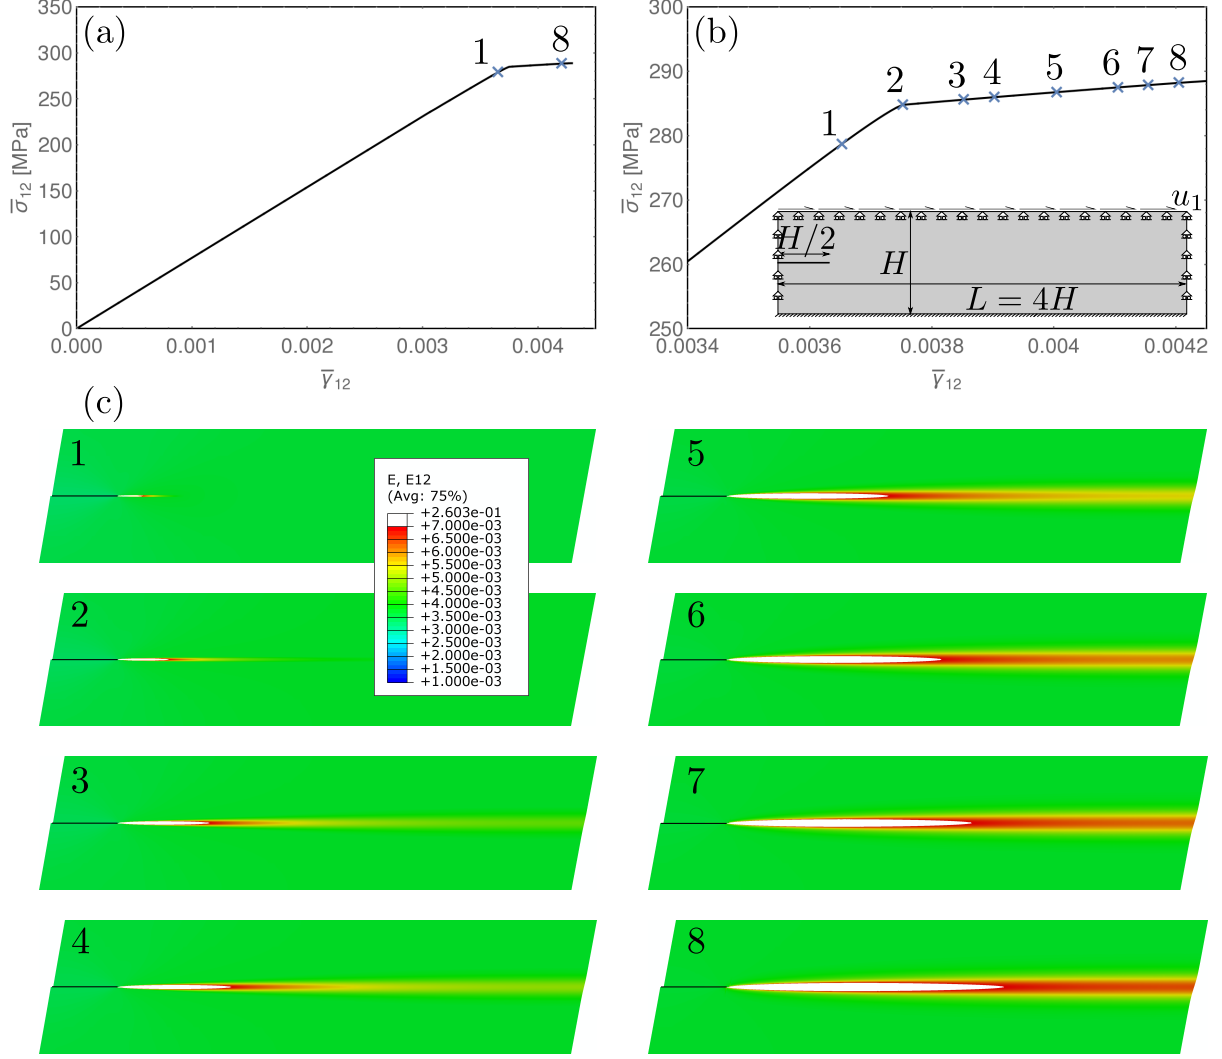 (a)
350
300
250
200
150
100
50
0
0.000
0.001
0.002
0.003
0.004
σ̅12 [MPa]
γ̅12
1
8
(b)
300
290
280
270
260
250
0.0034
0.0036
0.0038
0.004
0.0042
σ̅12 [MPa]
γ̅12
1
2
3
4
5
6
7
8
u1
H/2
H
L = 4H
(c)
1
E, E12
(Avg: 75%)
+2.603e-01
+7.000e-03
+6.500e-03
+6.000e-03
+5.500e-03
+5.000e-03
+4.500e-03
+4.000e-03
+3.500e-03
+3.000e-03
+2.500e-03
+2.000e-03
+1.500e-03
+1.000e-03
2
3
4
5
6
7
8